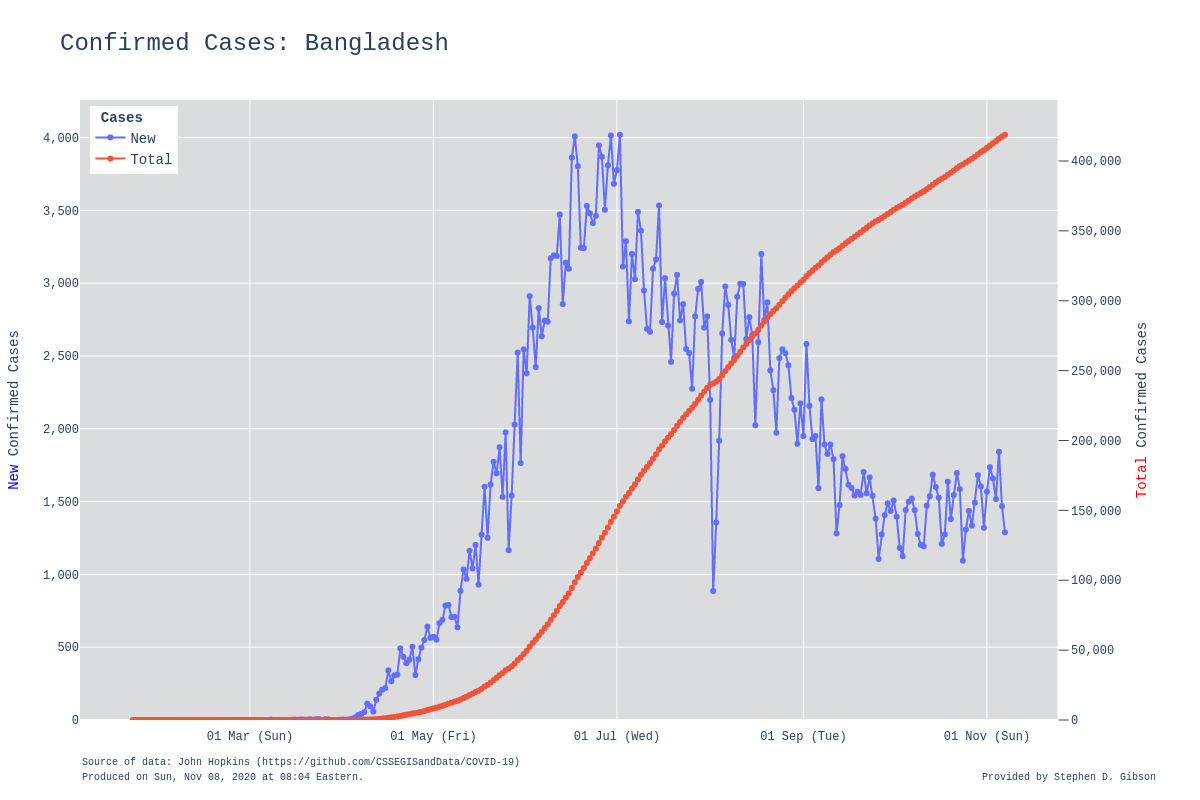 Confirmed Cases: Bangladesh
Cases
New
Total
4,000
3,500
3,000
2,500
2,000
1,500
1,000
500
0
New Confirmed Cases
400,000
350,000
300,000
250,000
200,000
150,000
100,000
50,000
0
Total Confirmed Cases
01 Mar (Sun)
01 May (Fri)
01 Jul (Wed)
01 Sep (Tue)
01 Nov (Sun)
Source of data: John Hopkins (https://github.com/CSSEGISandData/COVID-19)
Produced on Sun, Nov 08, 2020 at 08:04 Eastern.
Provided by Stephen D. Gibson